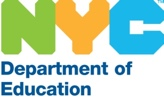 NYC
Department of
Education